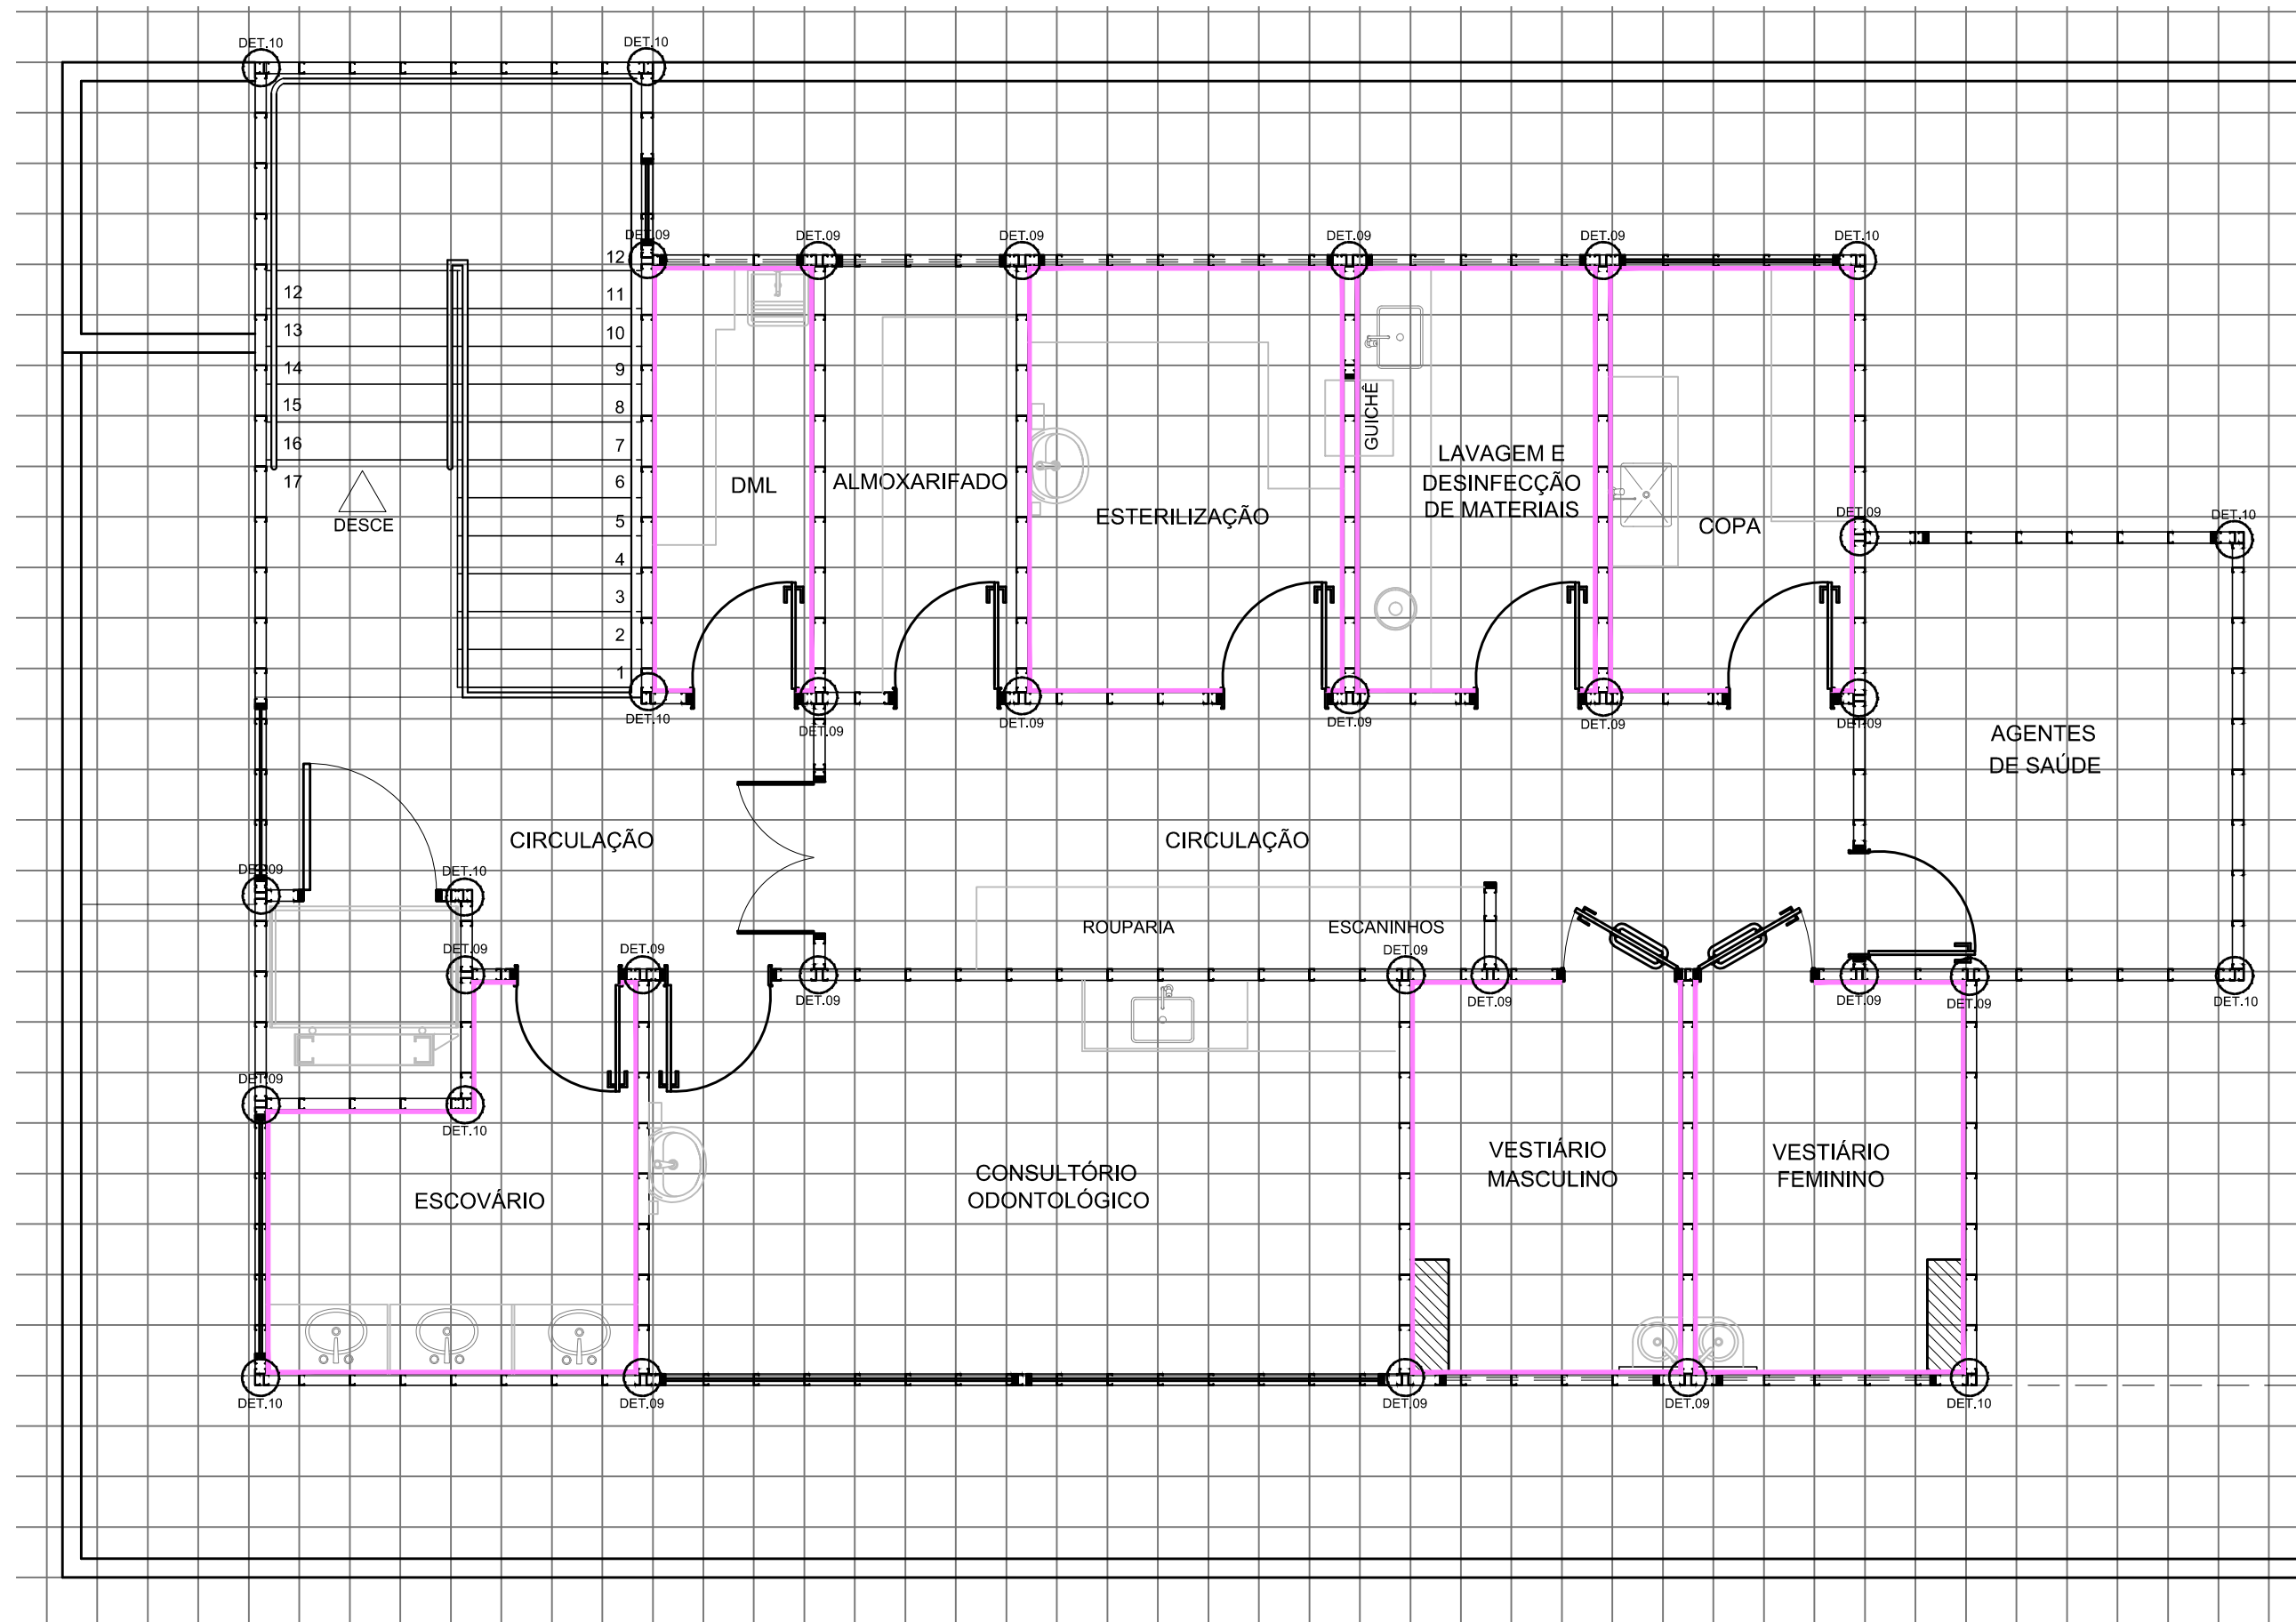 DET.10
DET.10
DET.09
DET.09
DET.09
DET.09
DET.09
DET.10
12
11
10
9
8
7
6
5
4
3
2
1
12
13
14
15
16
17
DESCE
DML
ALMOXARIFADO
ESTERILIZAÇÃO
GUICHÊ
LAVAGEM E
DESINFECÇÃO
DE MATERIAIS
COPA
DET.09
DET.10
DET.10
DET.09
DET.09
DET.09
DET.09
DET.09
AGENTES
DE SAÚDE
CIRCULAÇÃO
CIRCULAÇÃO
DET.09
DET.10
ROUPARIA
ESCANINHOS
DET.09
DET.09
DET.09
DET.09
DET.09
DET.09
DET.09
DET.10
DET.09
DET.10
ESCOVÁRIO
CONSULTÓRIO
ODONTOLÓGICO
VESTIÁRIO
MASCULINO
VESTIÁRIO
FEMININO
DET.10
DET.09
DET.09
DET.09
DET.10